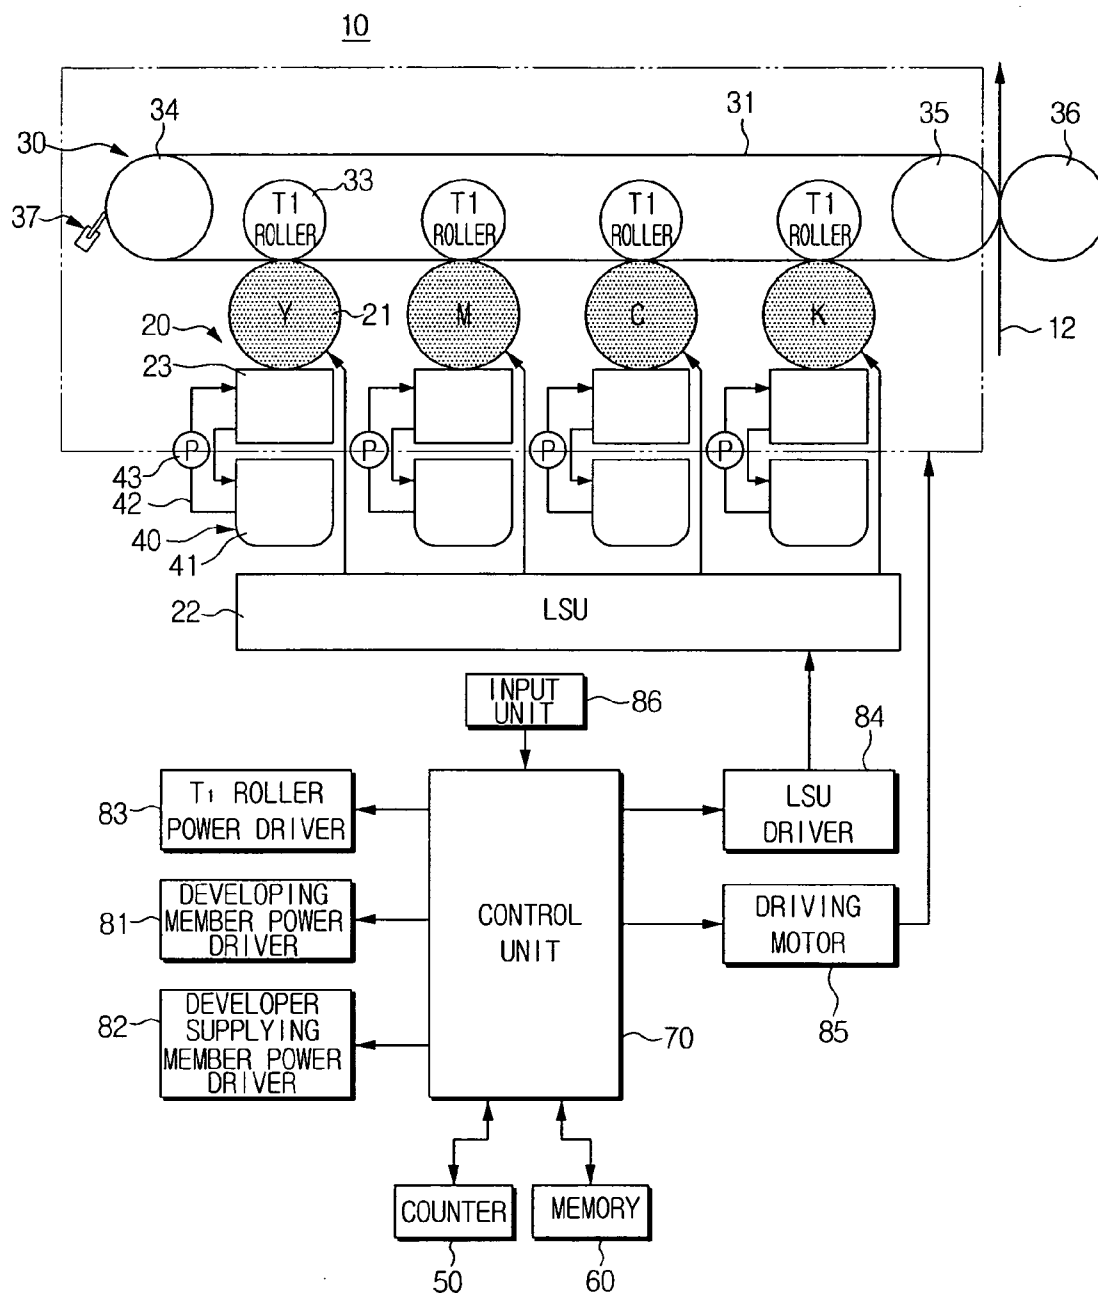 10
34
31
35
36
30
33
37
T1 ROLLER
T1 ROLLER
T1 ROLLER
T1 ROLLER
Y
21
M
C
K
20
12
23
P
P
P
P
43
42
40
41
22
LSU
INPUT
UNIT
86
84
T1 ROLLER
POWER DRIVER
83
LSU
DRIVER
DEVELOPING
MEMBER POWER
DRIVER
81
CONTROL
UNIT
DRIVING
MOTOR
85
DEVELOPER
SUPPLYING
MEMBER POWER
DRIVER
82
70
COUNTER
MEMORY
50
60